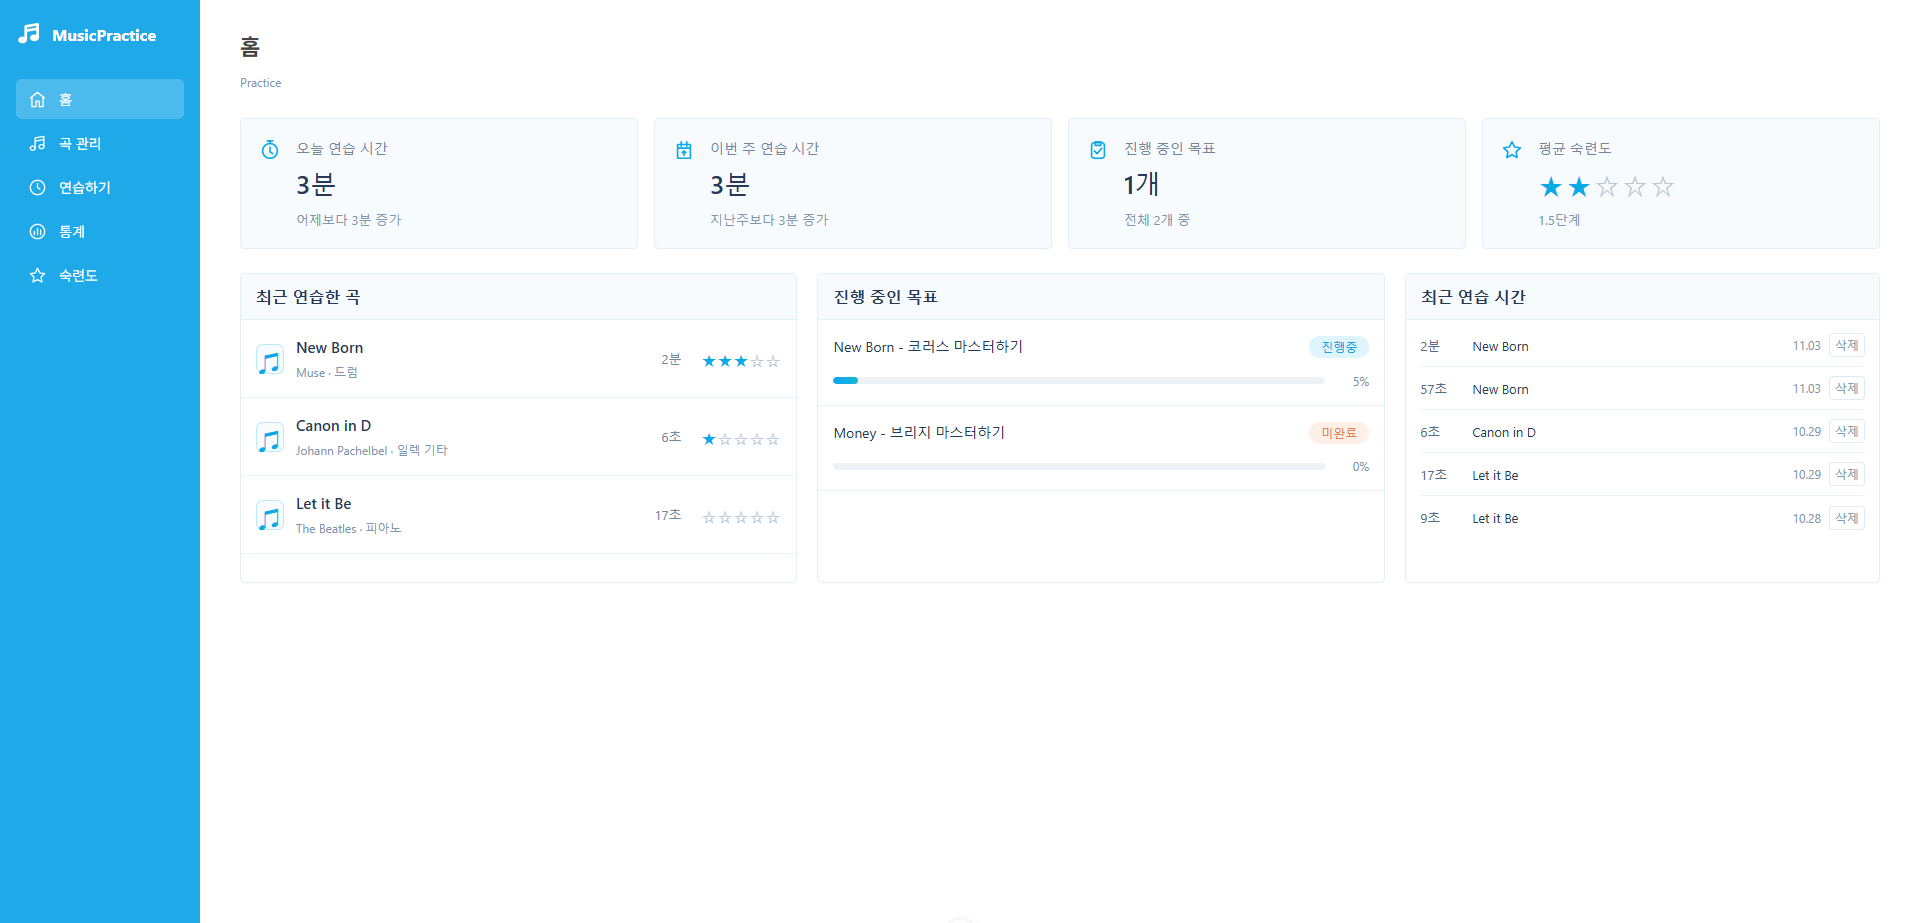 MusicPractice
홈
곡 관리
연습하기
통계
숙련도
홈
Practice
오늘 연습 시간
3분
어제보다 3분 증가
이번 주 연습 시간
3분
지난주보다 3분 증가
진행 중인 목표
1개
전체 2개 중
평균 숙련도
★★☆☆☆
1.5단계
최근 연습한 곡
New Born
Muse · 드럼
2분 ★★★☆☆
Canon in D
Johann Pachelbel · 일렉 기타
6초 ★☆☆☆☆
Let it Be
The Beatles · 피아노
17초 ☆☆☆☆☆
진행 중인 목표
New Born - 코러스 마스터하기 진행중
5%
Money - 브리지 마스터하기 미완료
0%
최근 연습 시간
2분 New Born 11.03 삭제
57초 New Born 11.03 삭제
6초 Canon in D 10.29 삭제
17초 Let it Be 10.29 삭제
9초 Let it Be 10.28 삭제